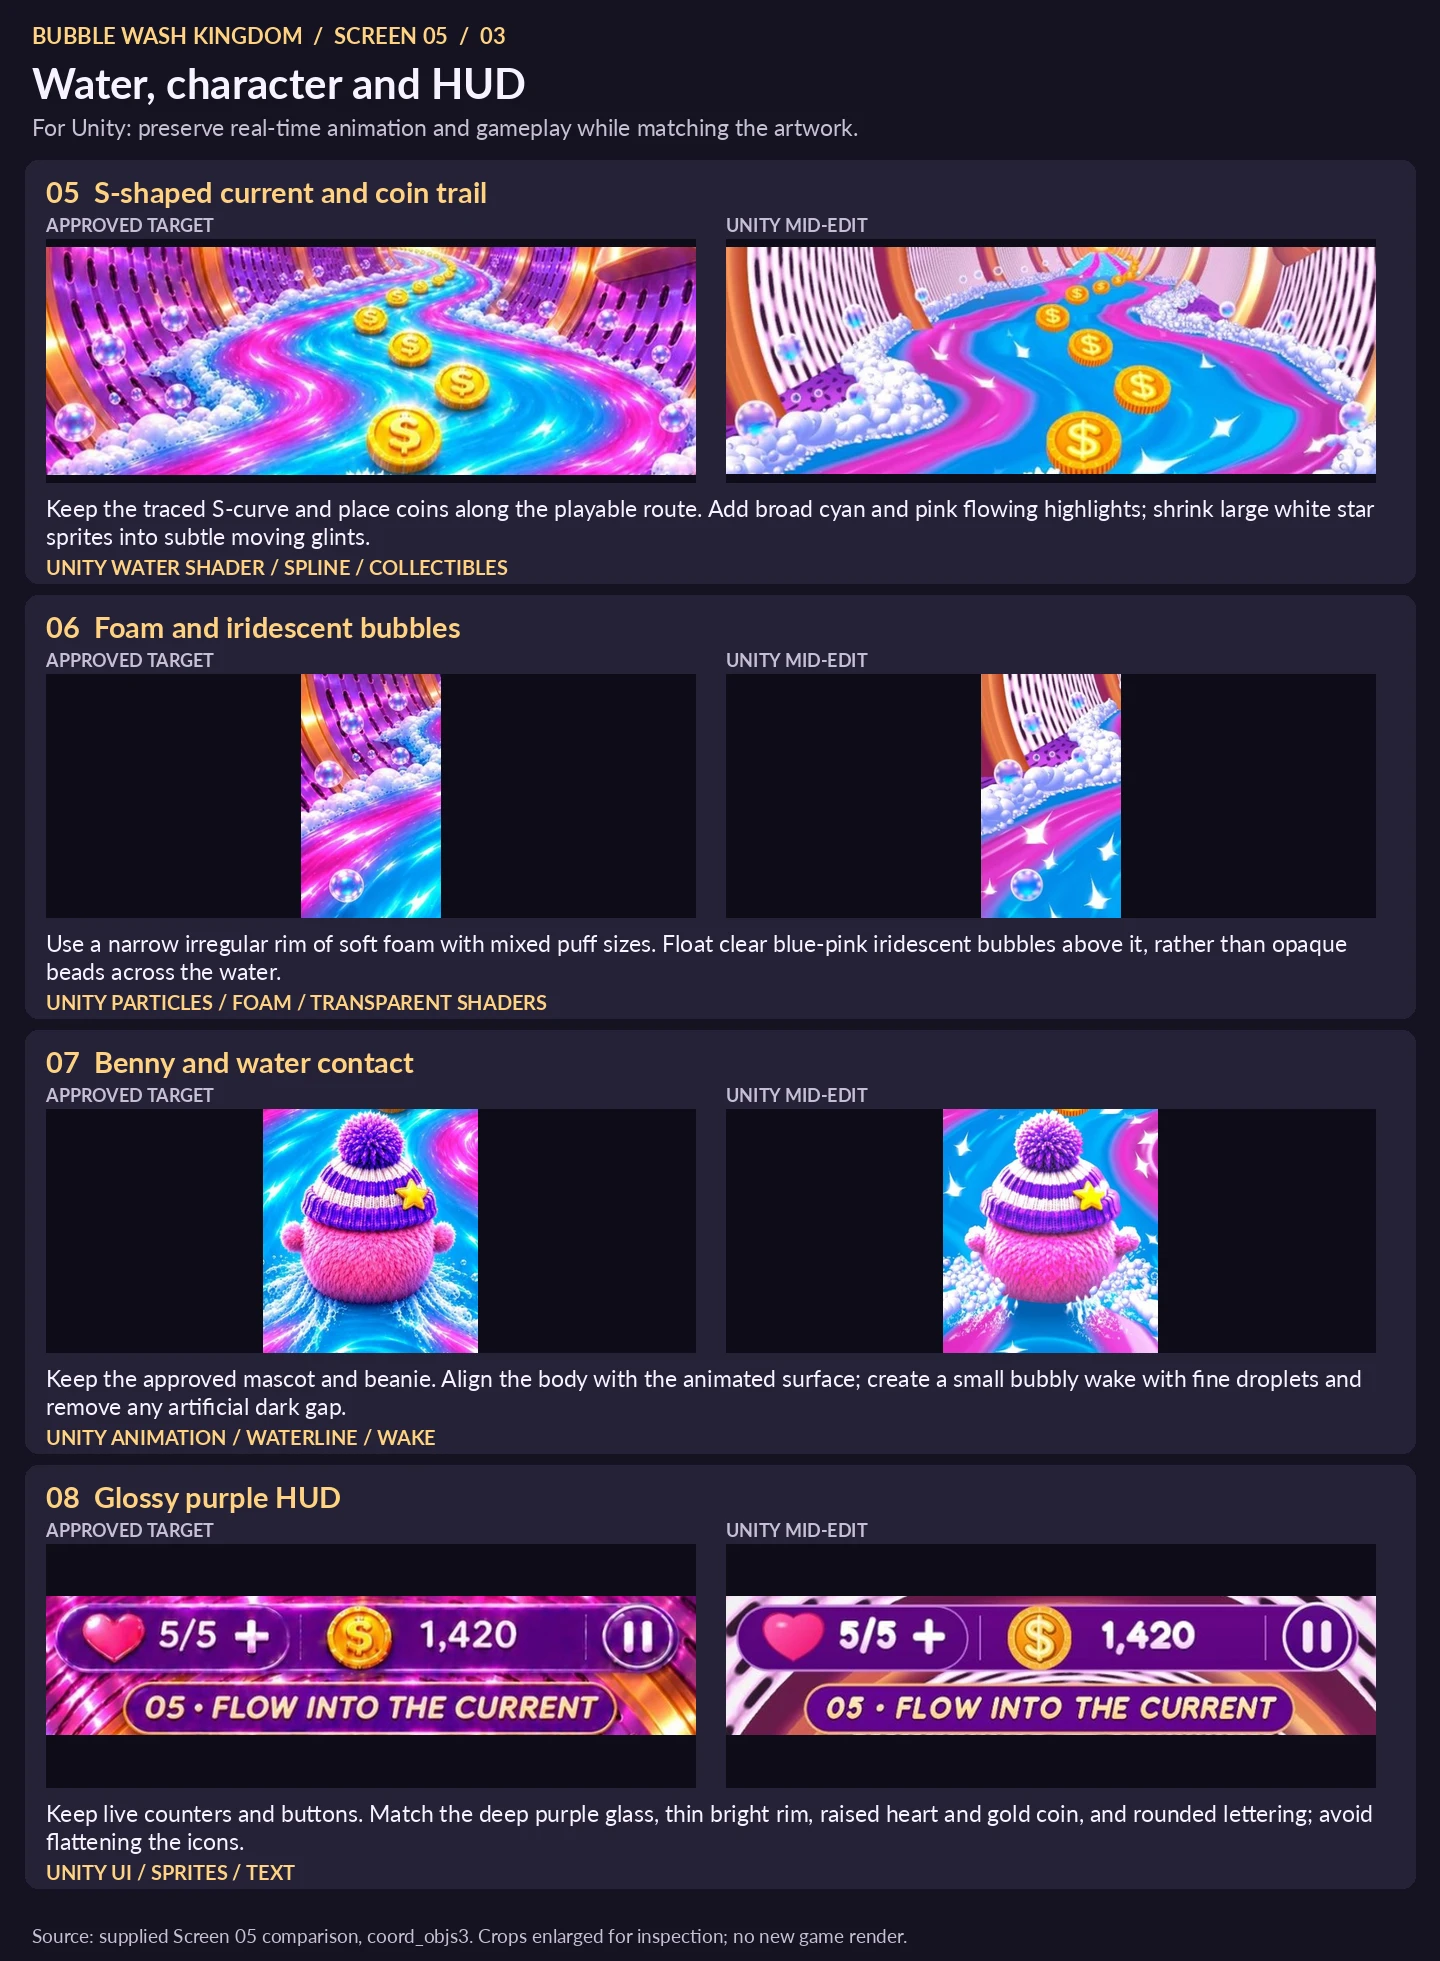 BUBBLE WASH KINGDOM / SCREEN 05 / 03
Water, character and HUD
For Unity: preserve real-time animation and gameplay while matching the artwork.
05 S-shaped current and coin trail
APPROVED TARGET
UNITY MID-EDIT
Keep the traced S-curve and place coins along the playable route. Add broad cyan and pink flowing highlights; shrink large white star
sprites into subtle moving glints.
UNITY WATER SHADER / SPLINE / COLLECTIBLES
06 Foam and iridescent bubbles
APPROVED TARGET
UNITY MID-EDIT
Use a narrow irregular rim of soft foam with mixed puff sizes. Float clear blue-pink iridescent bubbles above it, rather than opaque
beads across the water.
UNITY PARTICLES / FOAM / TRANSPARENT SHADERS
07 Benny and water contact
APPROVED TARGET
UNITY MID-EDIT
Keep the approved mascot and beanie. Align the body with the animated surface; create a small bubbly wake with fine droplets and
remove any artificial dark gap.
UNITY ANIMATION / WATERLINE / WAKE
08 Glossy purple HUD
APPROVED TARGET
UNITY MID-EDIT
5/5 + $ 1,420
05 • FLOW INTO THE CURRENT
5/5 + $ 1,420
05 • FLOW INTO THE CURRENT
Keep live counters and buttons. Match the deep purple glass, thin bright rim, raised heart and gold coin, and rounded lettering; avoid
flattening the icons.
UNITY UI / SPRITES / TEXT
Source: supplied Screen 05 comparison, coord_objs3. Crops enlarged for inspection; no new game render.